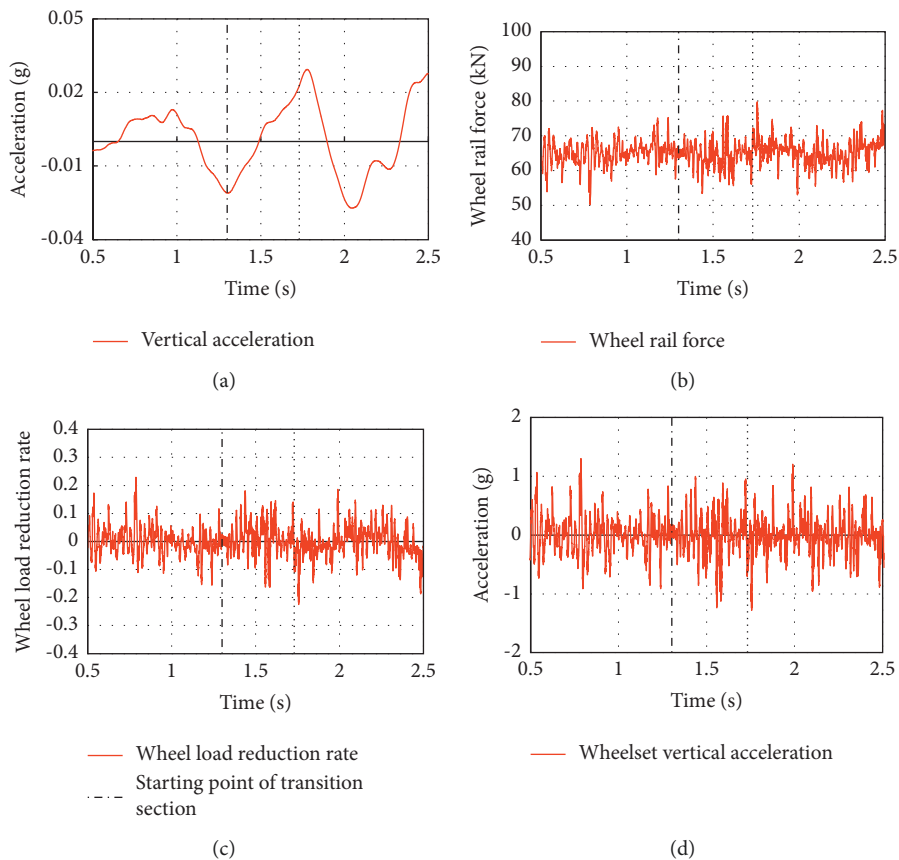 0.05
0.02
-0.01
-0.04
Acceleration (g)
0.5 1 1.5 2 2.5
Time (s)
Vertical acceleration
(a)
100
90
80
70
60
50
40
Wheel rail force (kN)
0.5 1 1.5 2 2.5
Time (s)
Wheel rail force
(b)
0.4
0.3
0.2
0.1
0
-0.1
-0.2
-0.3
-0.4
Wheel load reduction rate
0.5 1 1.5 2 2.5
Time (s)
Wheel load reduction rate
Starting point of transition
section
(c)
2
1
0
-1
-2
Acceleration (g)
0.5 1 1.5 2 2.5
Time (s)
Wheelset vertical acceleration
(d)